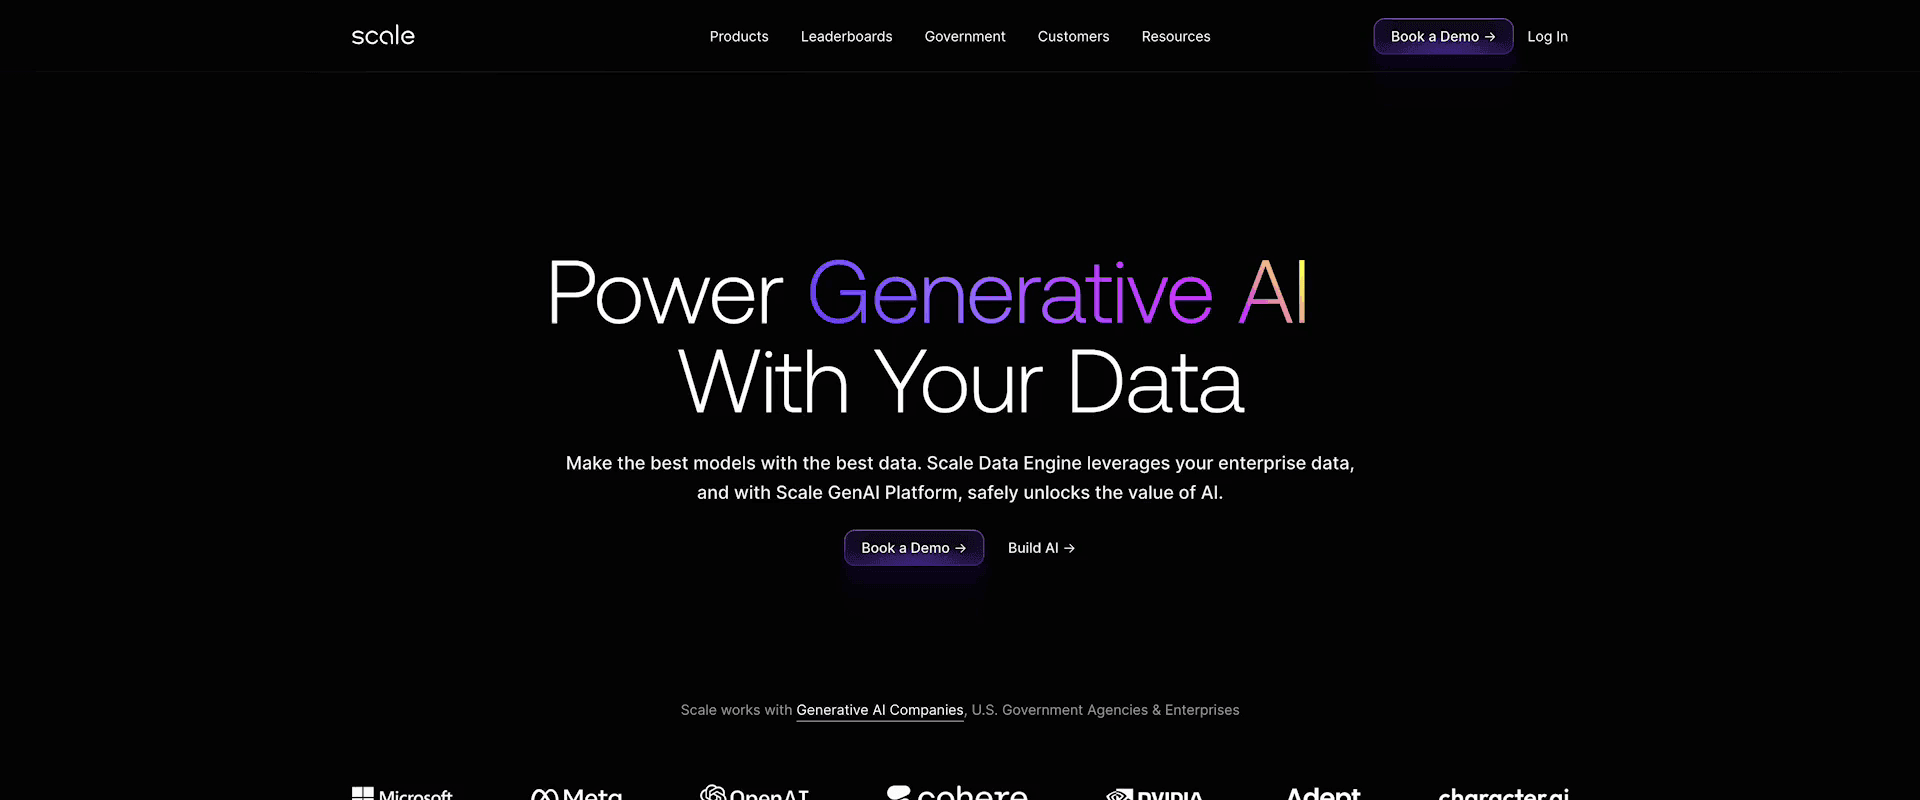 scale
Products Leaderboards Government Customers Resources
Book a Demo → Log In
Power Generative AI
With Your Data
Make the best models with the best data. Scale Data Engine leverages your enterprise data,
and with Scale GenAI Platform, safely unlocks the value of AI.
Book a Demo → Build AI →
Scale works with Generative AI Companies, U.S. Government Agencies & Enterprises
Microsoft Meta OpenAI cohere NVIDIA Adept character.ai